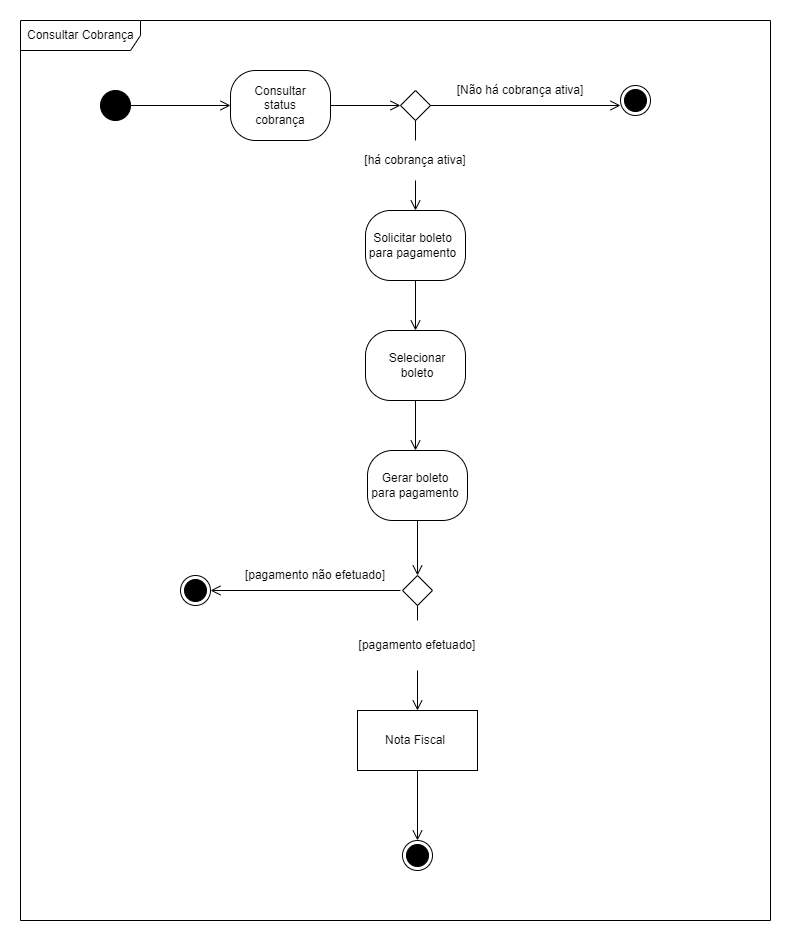 Consultar Cobrança
Consultar
status
cobrança
[Não há cobrança ativa]
[há cobrança ativa]
Solicitar boleto
para pagamento
Selecionar
boleto
Gerar boleto
para pagamento
[pagamento não efetuado]
[pagamento efetuado]
Nota Fiscal